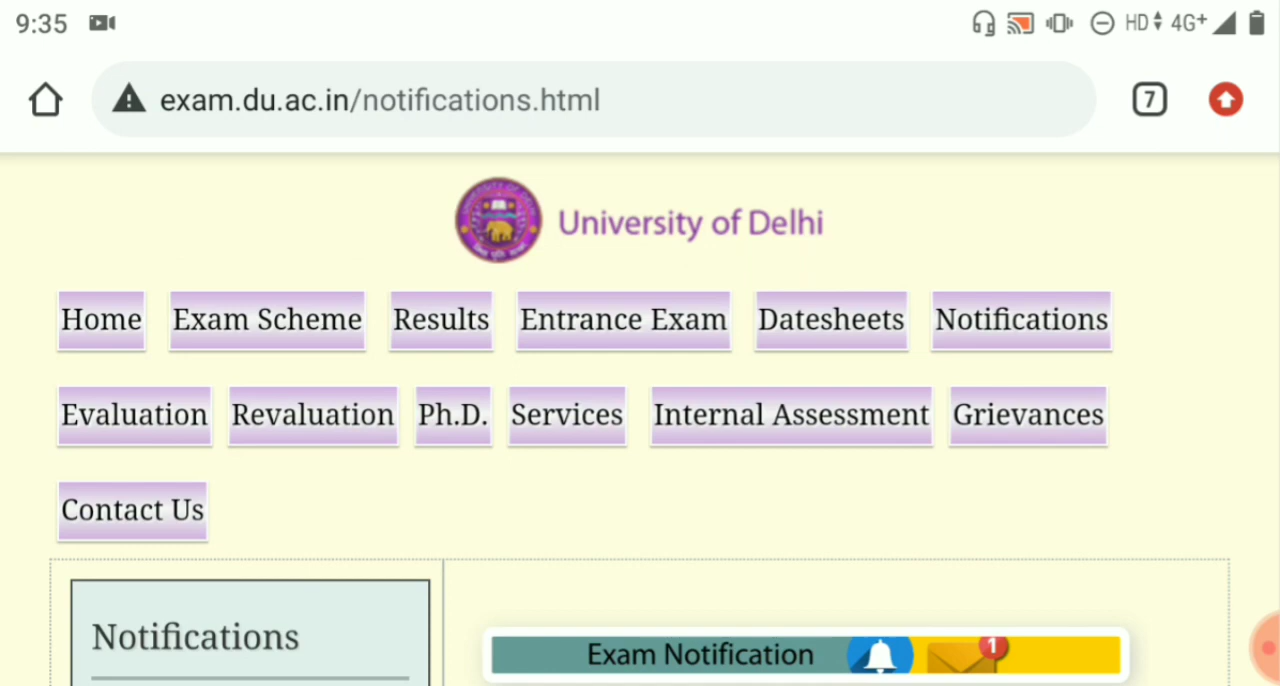 9:35 HD 4G+
exam.du.ac.in/notifications.html 7
University of Delhi
Home Exam Scheme Results Entrance Exam Datesheets Notifications
Evaluation Revaluation Ph.D. Services Internal Assessment Grievances
Contact Us
Notifications
Exam Notification 1